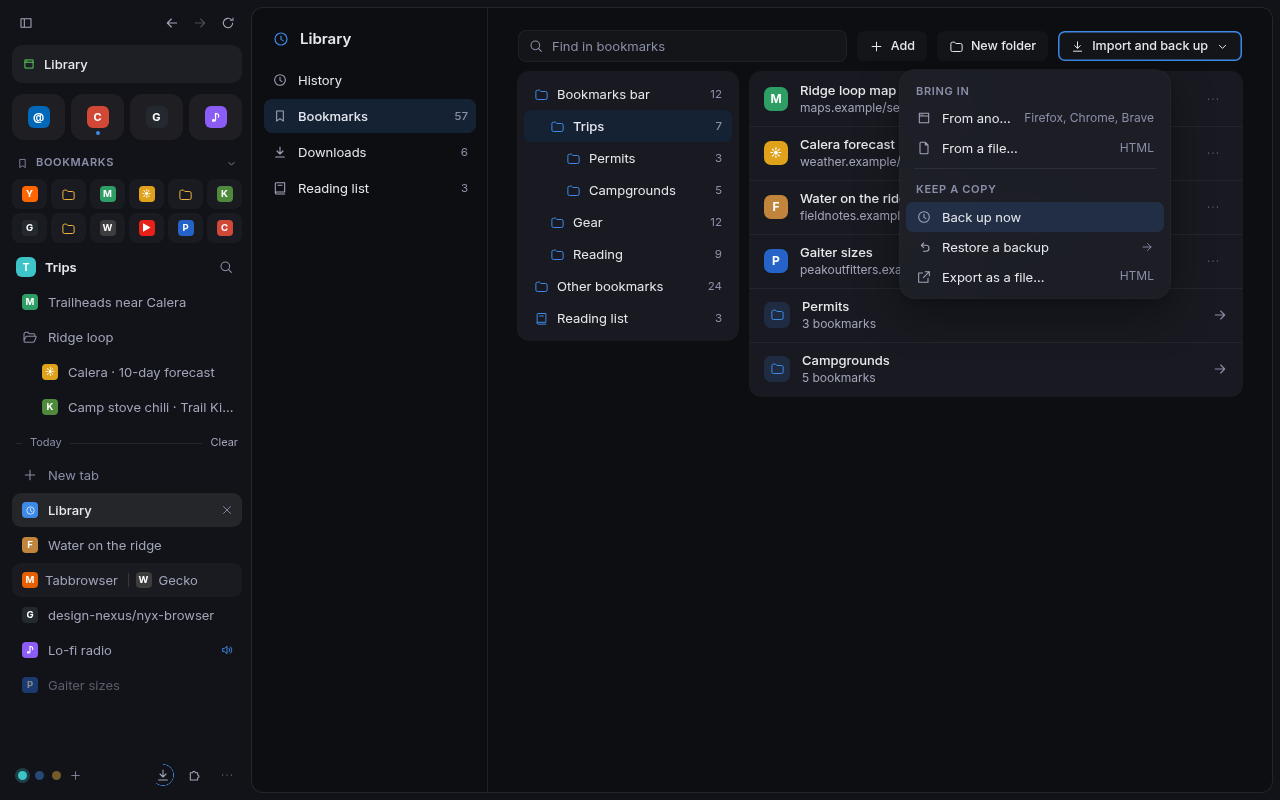 Library
@ C G
BOOKMARKS
Y M K
G W P C
T Trips
M Trailheads near Calera
Ridge loop
Calera · 10-day forecast
K Camp stove chili · Trail Ki...
Today Clear
New tab
Library
F Water on the ridge
M Tabbrowser W Gecko
G design-nexus/nyx-browser
Lo-fi radio
P Gaiter sizes
Library
History
Bookmarks 57
Downloads 6
Reading list 3
Find in bookmarks
Add
New folder
Import and back up
Bookmarks bar 12
Trips 7
Permits 3
Campgrounds 5
Gear 12
Reading 9
Other bookmarks 24
Reading list 3
M Ridge loop map
maps.example/se
Calera forecast
weather.example/
F Water on the rid
fieldnotes.exampl
P Gaiter sizes
peakoutfitters.exa
Permits
3 bookmarks
Campgrounds
5 bookmarks
BRING IN
From ano... Firefox, Chrome, Brave
From a file... HTML
KEEP A COPY
Back up now
Restore a backup
Export as a file... HTML